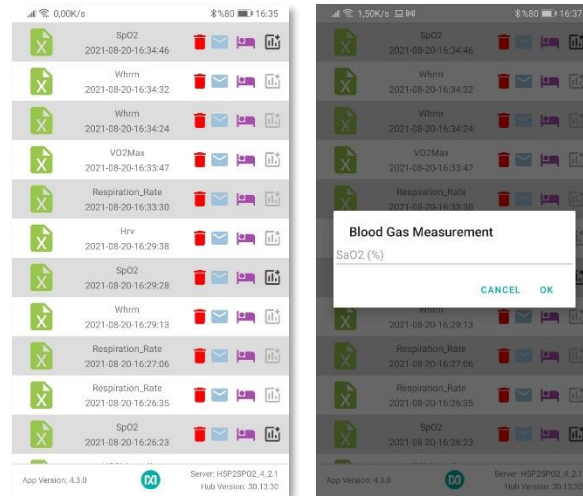 0,00K/s
%80
16:35
SpO2
2021-08-20-16:34:46
Whrm
2021-08-20-16:34:32
Whrm
2021-08-20-16:34:24
VO2Max
2021-08-20-16:33:47
Respiration_Rate
2021-08-20-16:33:30
Hrv
2021-08-20-16:29:38
SpO2
2021-08-20-16:29:28
Whrm
2021-08-20-16:29:13
Respiration_Rate
2021-08-20-16:27:06
Respiration_Rate
2021-08-20-16:26:35
SpO2
2021-08-20-16:26:23
App Version: 4.3.0
Server: HSP2SPO2_4_2.1
Hub Version: 30.13.30
1,50K/s
%80
16:37
SpO2
2021-08-20-16:34:46
Whrm
2021-08-20-16:34:32
Whrm
2021-08-20-16:34:24
VO2Max
2021-08-20-16:33:47
Respiration_Rate
2021-08-20-16:33:30
Blood Gas Measurement
SaO2 (%)
CANCEL OK
Whrm
2021-08-20-16:29:13
Respiration_Rate
2021-08-20-16:27:06
Respiration_Rate
2021-08-20-16:26:35
SpO2
2021-08-20-16:26:23
App Version: 4.3.0
Server: HSP2SPO2_4_2.1
Hub Version: 30.13.30